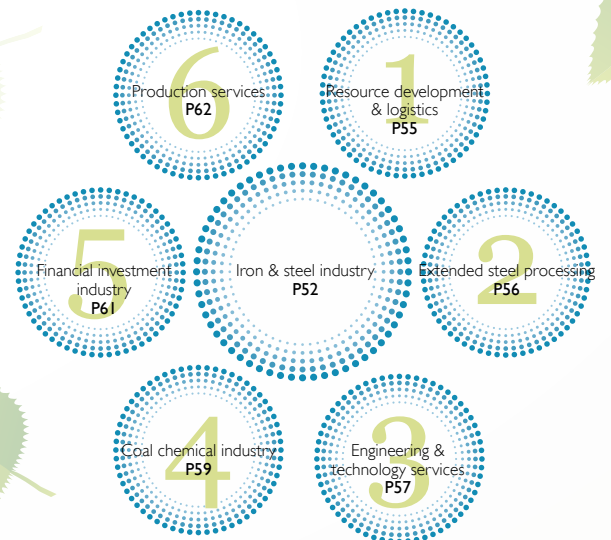 6
Production services
P62
1
Resource development
& logistics
P55
5
Financial investment
industry
P61
Iron & steel industry
P52
2
Extended steel processing
P56
4
Coal chemical industry
P59
3
Engineering &
technology services
P57